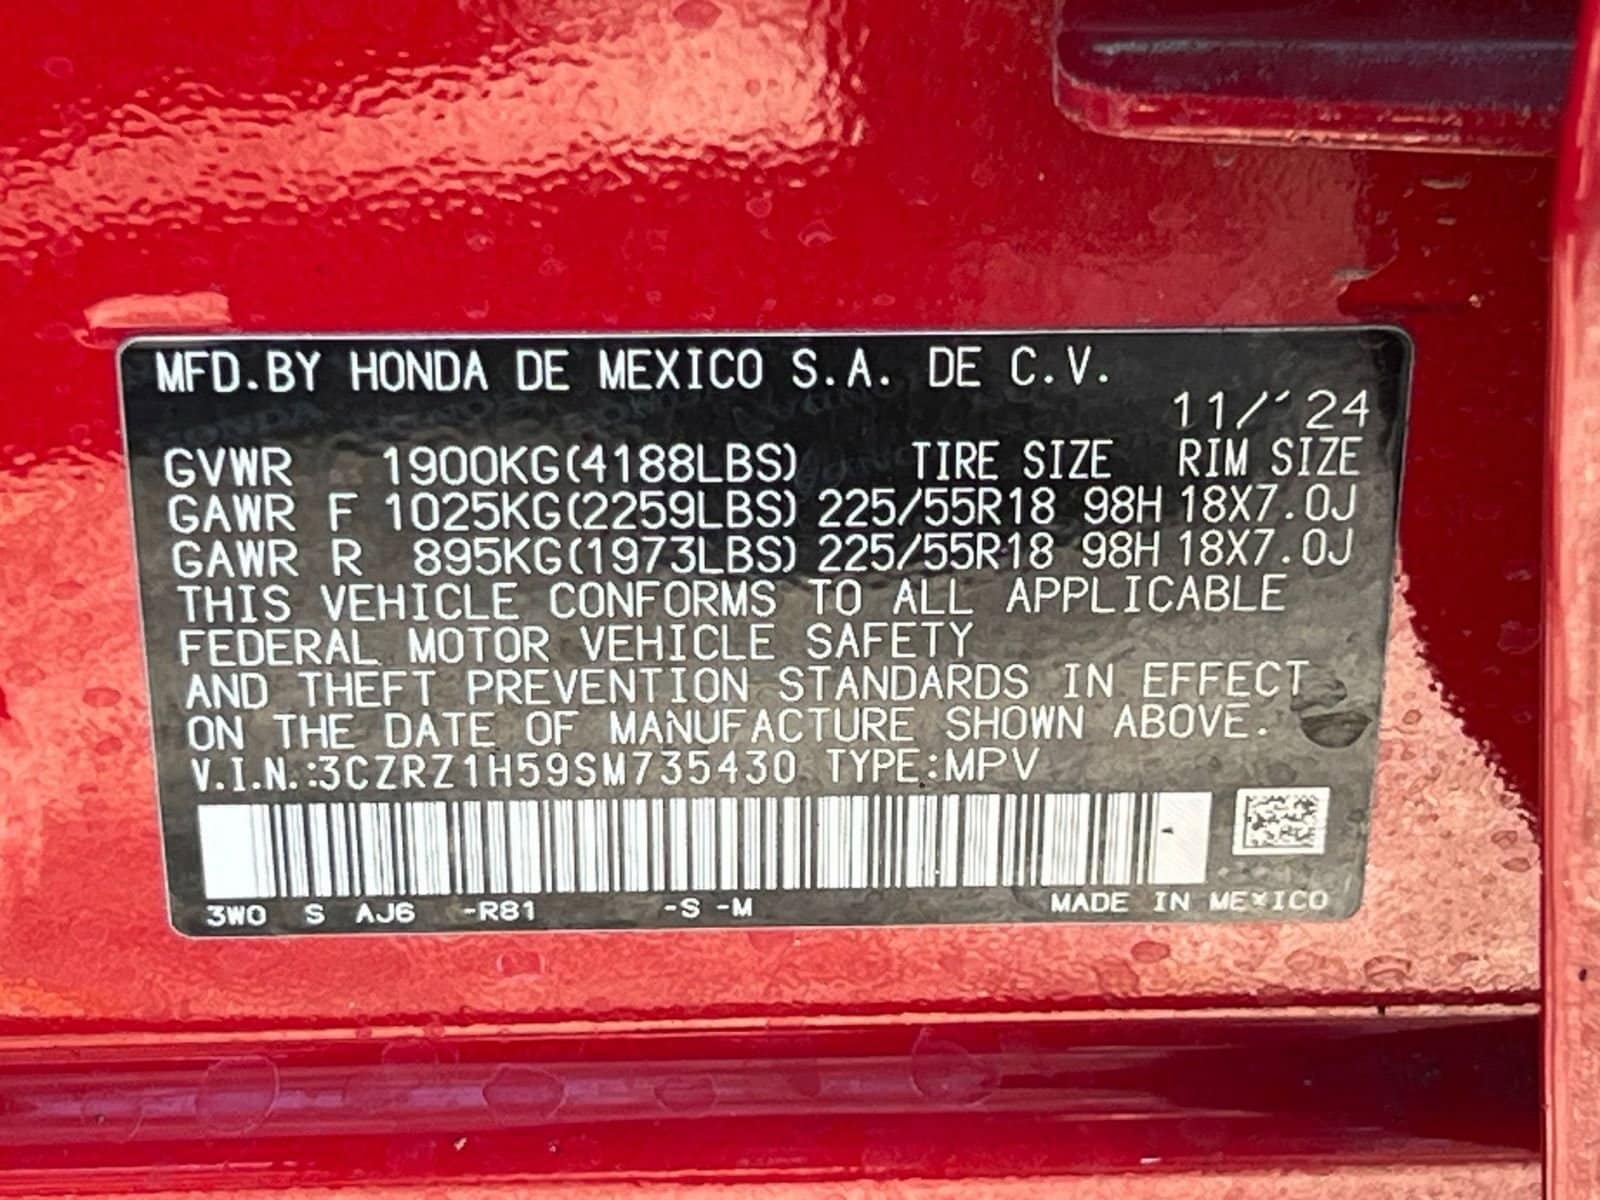 MFD.BY HONDA DE MEXICO S.A. DE C.V.
11/´24
GVWR 1900KG(4188LBS) TIRE SIZE RIM SIZE
GAWR F 1025KG(2259LBS) 225/55R18 98H 18X7.0J
GAWR R 895KG(1973LBS) 225/55R18 98H 18X7.0J
THIS VEHICLE CONFORMS TO ALL APPLICABLE
FEDERAL MOTOR VEHICLE SAFETY
AND THEFT PREVENTION STANDARDS IN EFFECT
ON THE DATE OF MANUFACTURE SHOWN ABOVE.
V.I.N.:3CZRZ1H59SM735430 TYPE:MPV
3WO S AJ6 -R81 -S -M MADE IN MEXICO